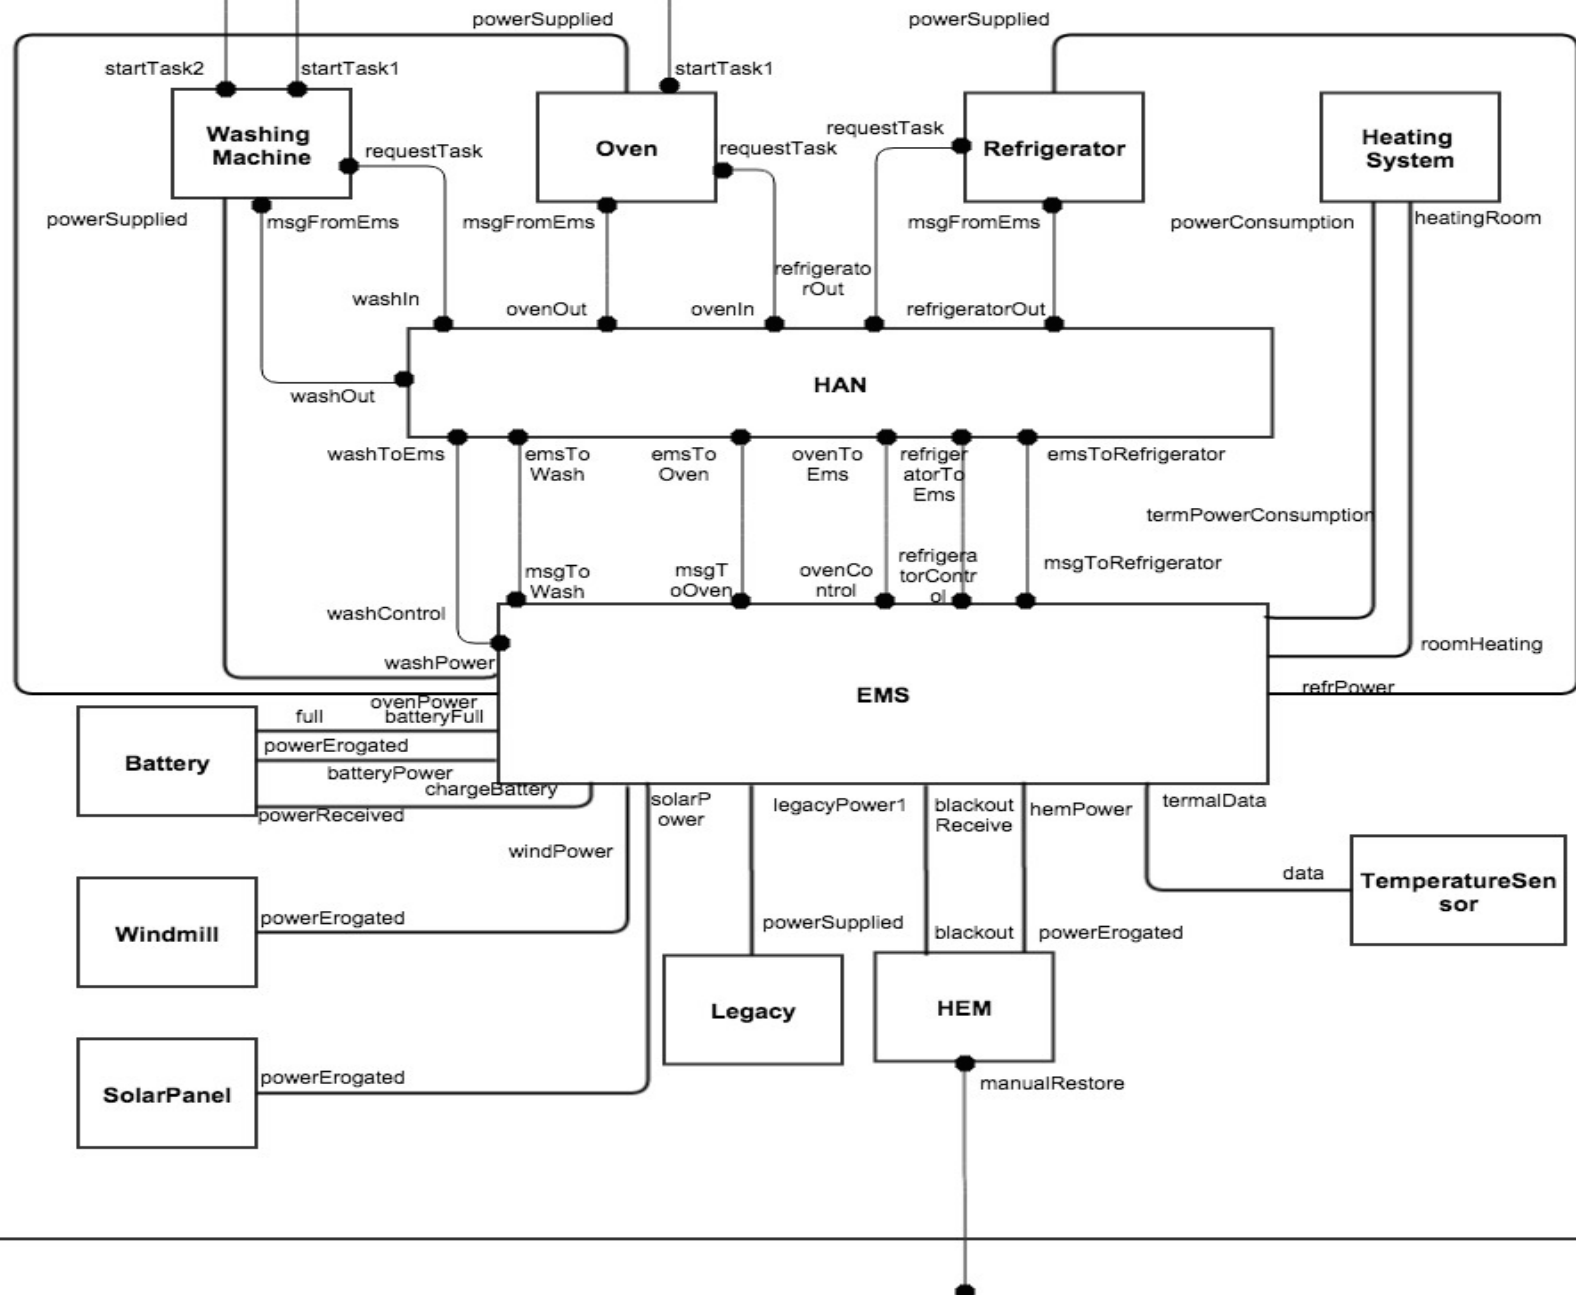 powerSupplied
powerSupplied
startTask2
startTask1
startTask1
Washing
Machine
requestTask
Oven
requestTask
requestTask
Refrigerator
Heating
System
powerSupplied
msgFromEms
msgFromEms
msgFromEms
powerConsumption
heatingRoom
washIn
ovenOut
ovenIn
refrigerato
rOut
refrigeratorOut
washOut
HAN
washToEms
emsTo
Wash
emsTo
Oven
ovenTo
Ems
refriger
atorTo
Ems
emsToRefrigerator
termPowerConsumption
msgTo
Wash
msgT
oOven
ovenCo
ntrol
refrigera
torContr
ol
msgToRefrigerator
washControl
roomHeating
washPower
ovenPower
EMS
refrPower
full
batteryFull
powerErogated
Battery
batteryPower
chargeBattery
powerReceived
solarP
ower
legacyPower1
blackout
Receive
hemPower
termalData
windPower
data
TemperatureSen
sor
powerErogated
Windmill
powerSupplied
blackout
powerErogated
Legacy
HEM
powerErogated
SolarPanel
manualRestore